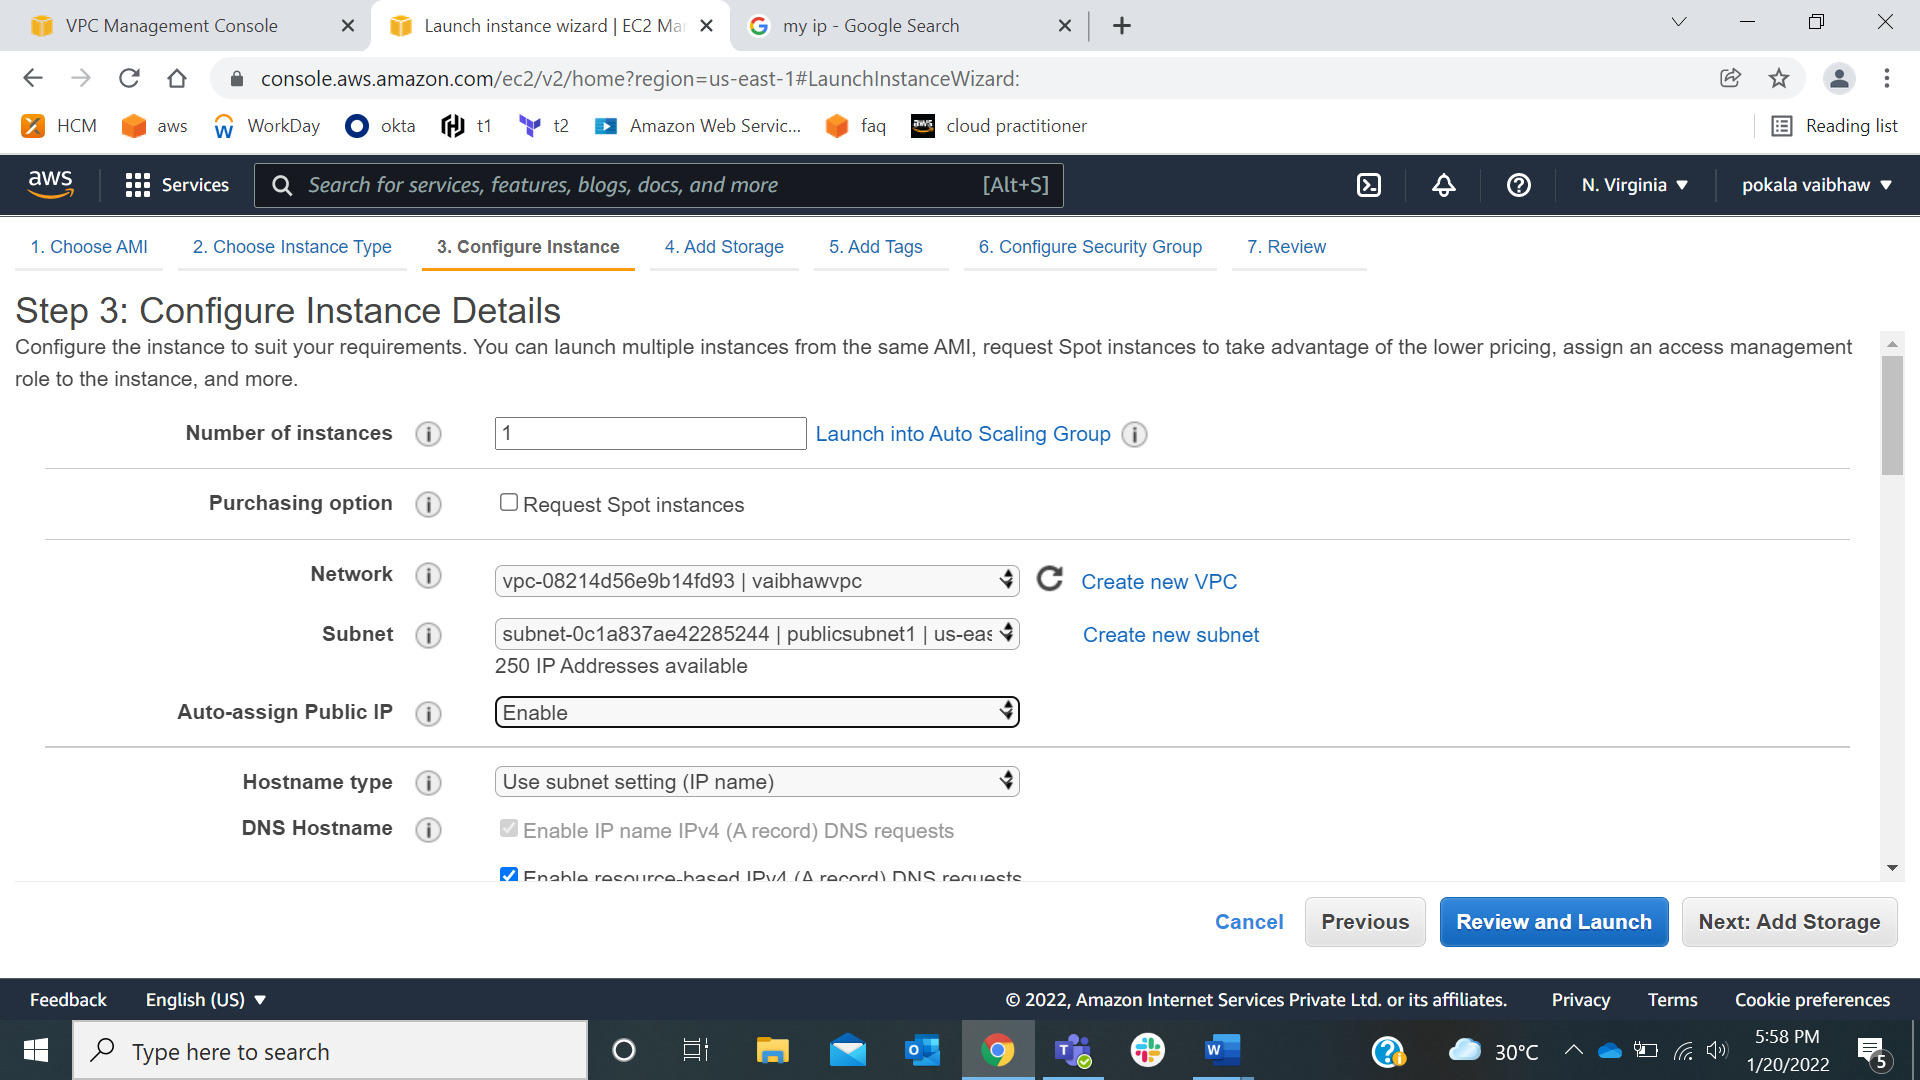 VPC Management Console
Launch instance wizard | EC2 Mar
my ip - Google Search
console.aws.amazon.com/ec2/v2/home?region=us-east-1#LaunchInstanceWizard:
HCM
aws
WorkDay
okta
t1
t2
Amazon Web Servic...
faq
cloud practitioner
Reading list
aws
Services
Search for services, features, blogs, docs, and more
[Alt+S]
N. Virginia
pokala vaibhaw
1. Choose AMI
2. Choose Instance Type
3. Configure Instance
4. Add Storage
5. Add Tags
6. Configure Security Group
7. Review
Step 3: Configure Instance Details
Configure the instance to suit your requirements. You can launch multiple instances from the same AMI, request Spot instances to take advantage of the lower pricing, assign an access management
role to the instance, and more.
Number of instances
1
Launch into Auto Scaling Group
Purchasing option
Request Spot instances
Network
vpc-08214d56e9b14fd93 | vaibhawvpc
Create new VPC
Subnet
subnet-0c1a837ae42285244 | publicsubnet1 | us-eas
Create new subnet
250 IP Addresses available
Auto-assign Public IP
Enable
Hostname type
Use subnet setting (IP name)
DNS Hostname
Enable IP name IPv4 (A record) DNS requests
Enable resource-based IPv4 (A record) DNS requests
Cancel
Previous
Review and Launch
Next: Add Storage
Feedback
English (US)
© 2022, Amazon Internet Services Private Ltd. or its affiliates.
Privacy
Terms
Cookie preferences
Type here to search
30°C
5:58 PM
1/20/2022
5